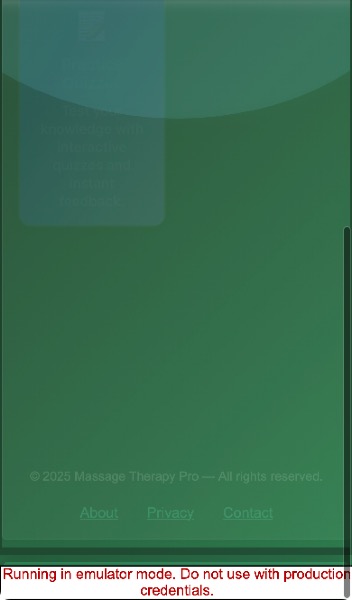 knowledge with
interactive
quizzes and
instant
feedback.
© 2025 Massage Therapy Pro — All rights reserved.
About Privacy Contact
Running in emulator mode. Do not use with production
credentials.